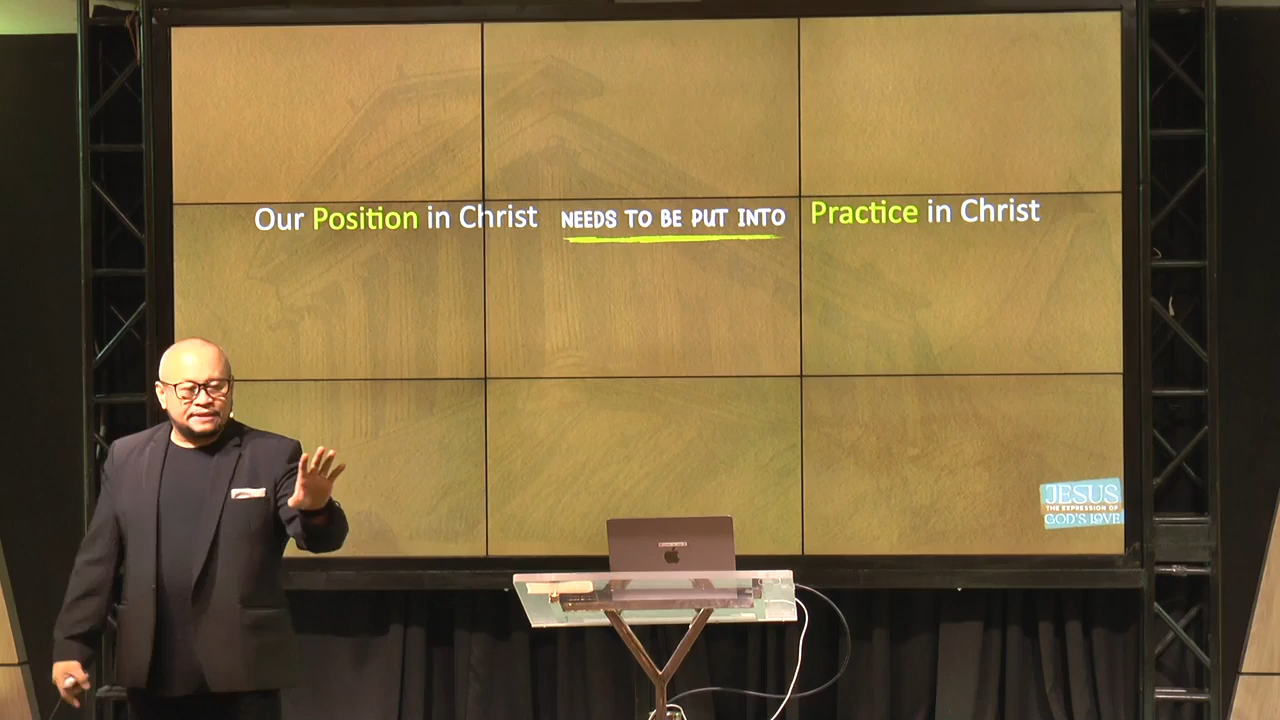 Our Position in Christ NEEDS TO BE PUT INTO Practice in Christ
JESUS
THE EXPRESSION OF
GOD'S LOVE